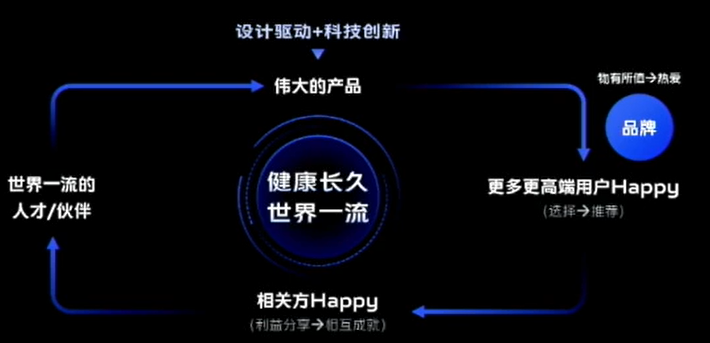 设计驱动+科技创新
伟大的产品
物有所值→热爱
品牌
世界一流的
人才/伙伴
健康长久
世界一流
更多更高端用户Happy
(选择→推荐)
相关方Happy
(利益分享→相互成就)